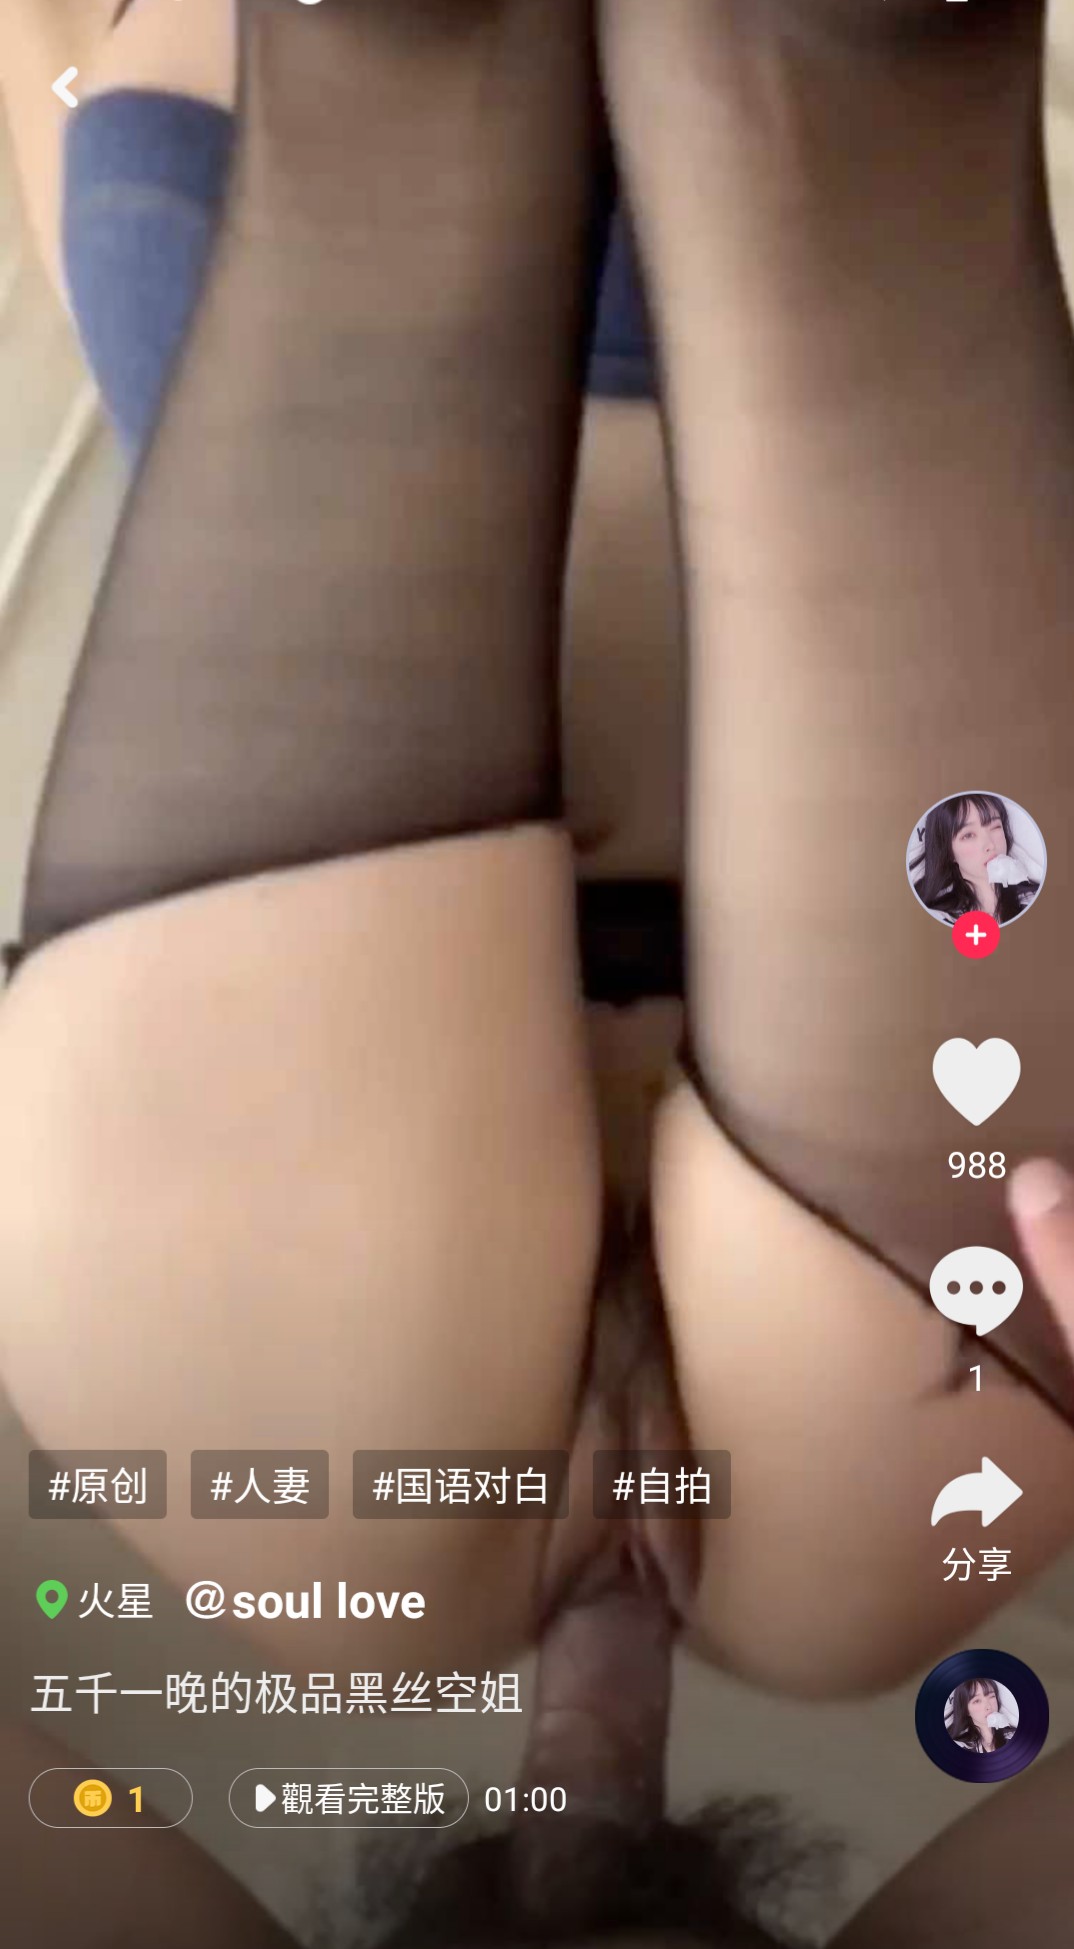 988
1
分享
#原创 #人妻 #国语对白 #自拍
火星 @soul love
五千一晚的极品黑丝空姐
币 1 觀看完整版 01:00